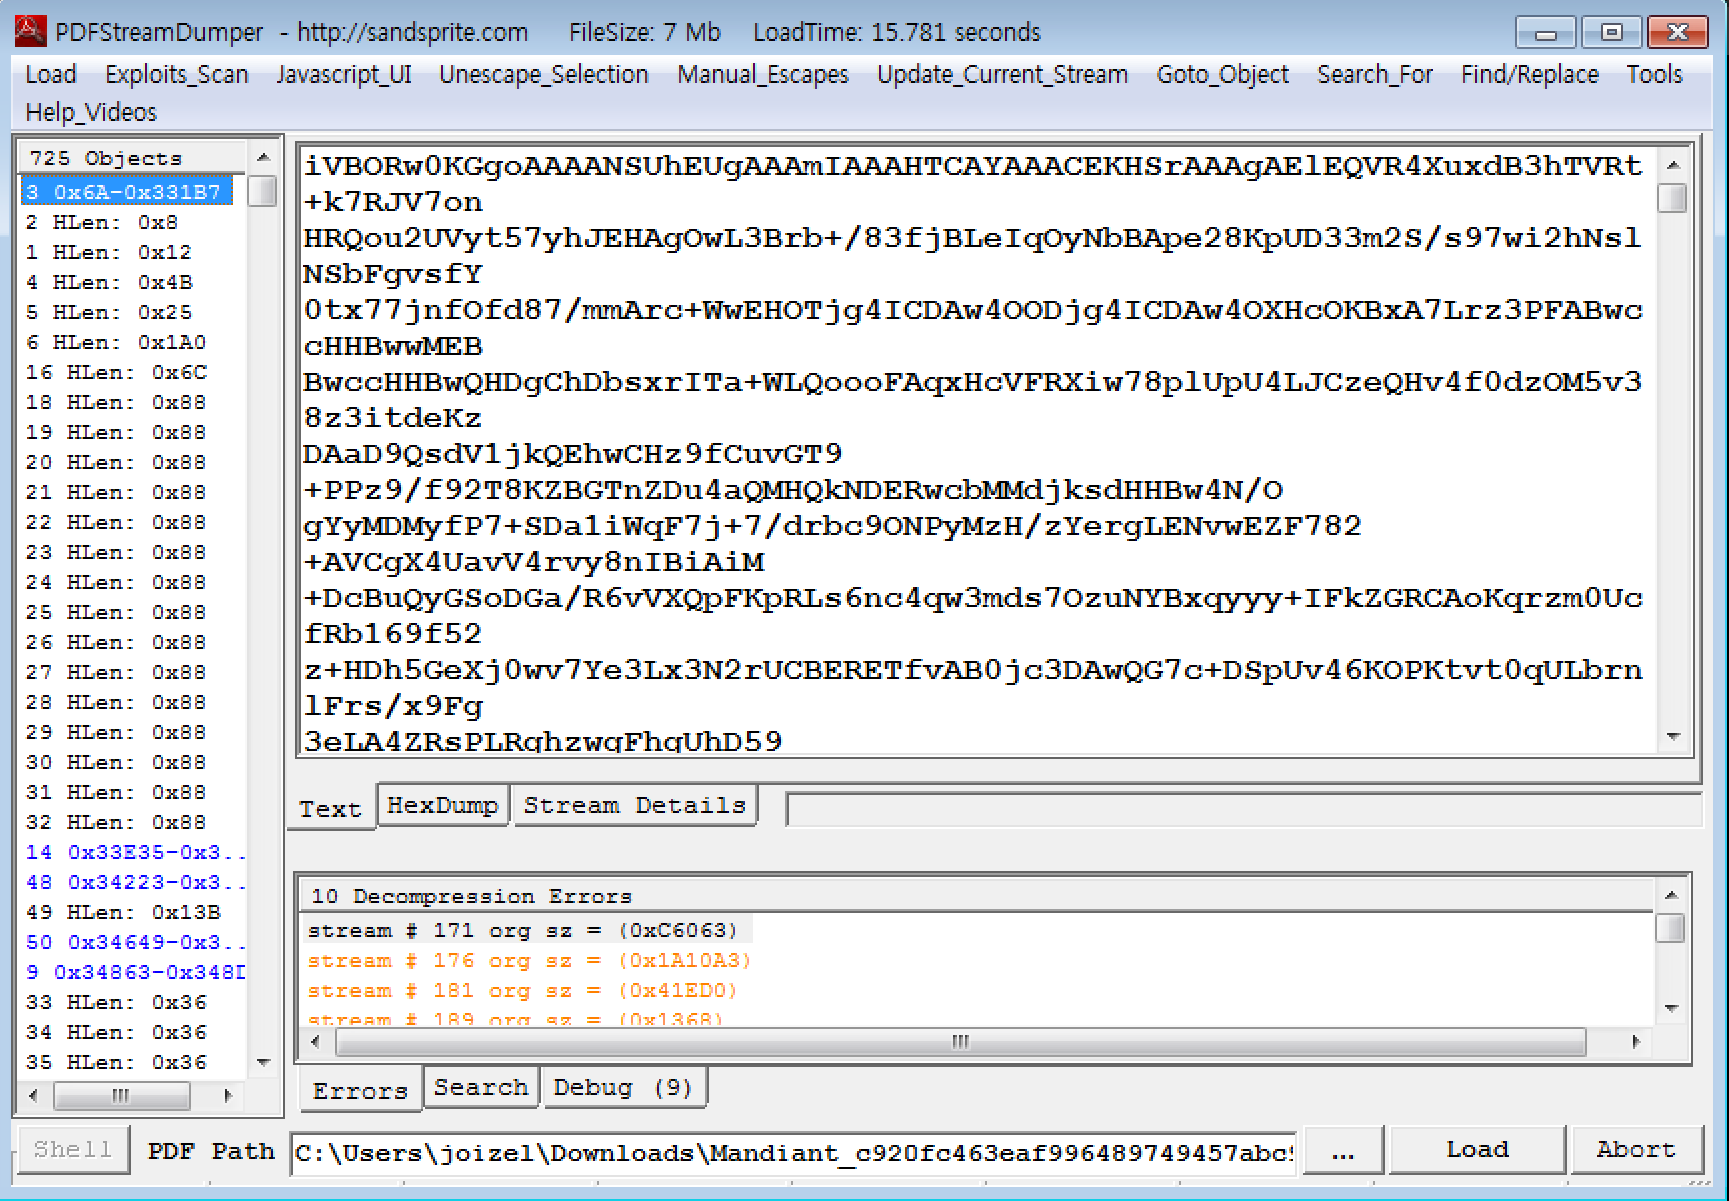 PDFStreamDumper - http://sandsprite.com FileSize: 7 Mb LoadTime: 15.781 seconds
Load Exploits_Scan Javascript_UI Unescape_Selection Manual_Escapes Update_Current_Stream Goto_Object Search_For Find/Replace Tools
Help_Videos
725 Objects
3 0x6A-0x331B7
2 HLen: 0x8
1 HLen: 0x12
4 HLen: 0x4B
5 HLen: 0x25
6 HLen: 0x1A0
16 HLen: 0x6C
18 HLen: 0x88
19 HLen: 0x88
20 HLen: 0x88
21 HLen: 0x88
22 HLen: 0x88
23 HLen: 0x88
24 HLen: 0x88
25 HLen: 0x88
26 HLen: 0x88
27 HLen: 0x88
28 HLen: 0x88
29 HLen: 0x88
30 HLen: 0x88
31 HLen: 0x88
32 HLen: 0x88
14 0x33E35-0x3..
48 0x34223-0x3..
49 HLen: 0x13B
50 0x34649-0x3..
9 0x34863-0x348D
33 HLen: 0x36
34 HLen: 0x36
35 HLen: 0x36
iVBORw0KGgoAAAANSUhEUgAAAmIAAAHTCAYAAACEKHSrAAAgAElEQVR4XuxdB3hTVRt
+k7RJV7on
HRQou2UVyt57yhJEHAgOwL3Brb+/83fjBLeIqOyNbBApe28KpUD33m2S/s97wi2hNsl
NSbFgvsfY
0tx77jnfOfd87/mmArc+WwEHOTjg4ICDAw4OODjg4ICDAw4OXHcOKBxA7Lrz3PFABwc
cHHBwwMEB
BwccHHBwQHDgChDbsxrITa+WLQoooFAqxHcVFRXiw78plUpU4LJCzeQHv4f0dzOM5v3
8z3itdeKz
DAaD9QsdV1jkQEhwCHz9fCuvGT9
+PPz9/f92T8KZBGTnZDu4aQMHQkNDERwcbMMdjksdHHBw4N/O
gYyMDMyfP7+SDa1iWqF7j+7/drbc9ONPyMzH/zYergLENvwEZF782
+AVCgX4UavV4rvy8nIBiAiM
+DcBuQyGSoDGa/R6vVXQpFKpRLs6nc4qw3mds7OzuNYBxqyyy+IFkZGRCAoKqrzm0Uc
fRb169f52
z+HDh5GeXj0wv7Ye3Lx3N2rUCBERETfvAB0jc3DAwQG7c+DSpUv46KOPKtvt0qULbrn
lFrs/x9Fg
3eLA4ZRsPLRqhzwgFhgUhD59
Text HexDump Stream Details
10 Decompression Errors
stream # 171 org sz = (0xC6063)
stream # 176 org sz = (0x1A10A3)
stream # 181 org sz = (0x41ED0)
stream # 189 org sz = (0x1368)
Errors Search Debug (9)
Shell PDF Path C:\Users\joizel\Downloads\Mandiant_c920fc463eaf996489749457abc ... Load Abort